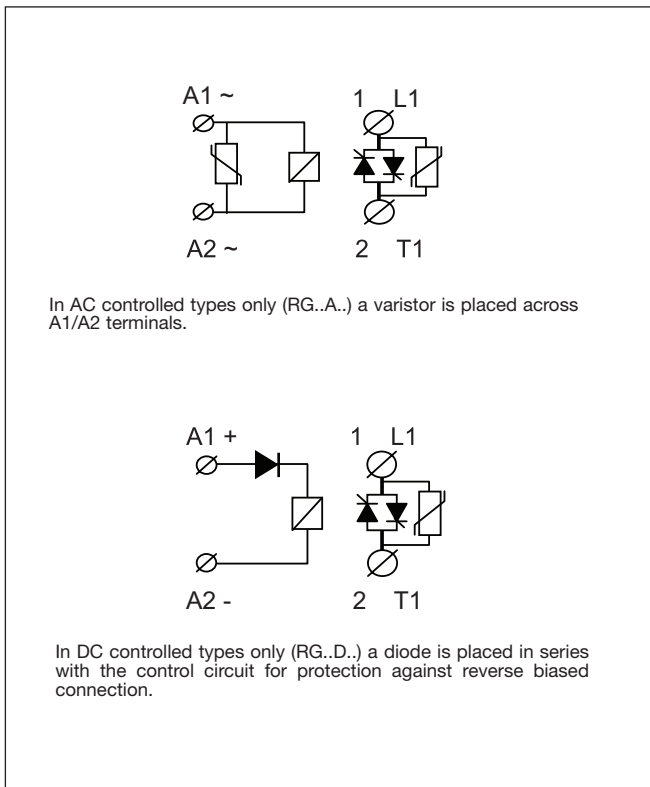 A1 ~
1 L1
A2 ~
2 T1
In AC controlled types only (RG..A..) a varistor is placed across
A1/A2 terminals.
A1 +
1 L1
A2 -
2 T1
In DC controlled types only (RG..D..) a diode is placed in series
with the control circuit for protection against reverse biased
connection.